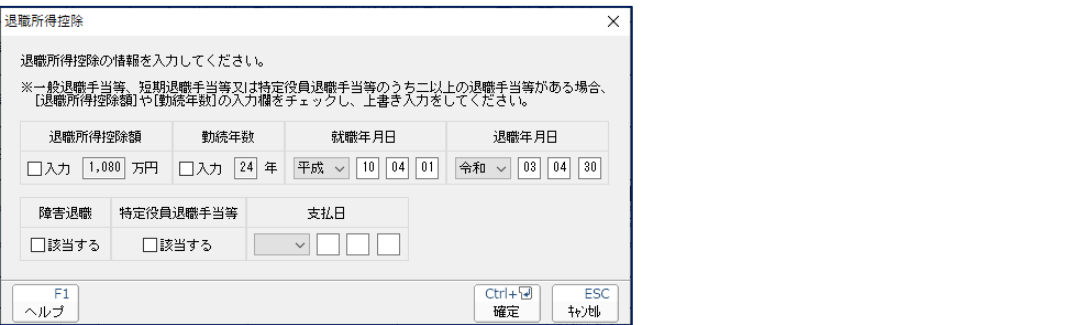 退職所得控除
退職所得控除の情報を入力してください。
※一般退職手当等、短期退職手当等又は特定役員退職手当等のうち二以上の退職手当等がある場合、
[退職所得控除額]や[勤続年数]の入力欄をチェックし、上書き入力をしてください。
退職所得控除額 勤続年数 就職年月日 退職年月日
入力 1,080 万円 入力 24 年 平成 10 04 01 令和 03 04 30
障害退職 特定役員退職手当等 支払日
該当する 該当する
F1 Ctrl+ ESC
ヘルプ 確定 ｷｬﾝｾﾙ